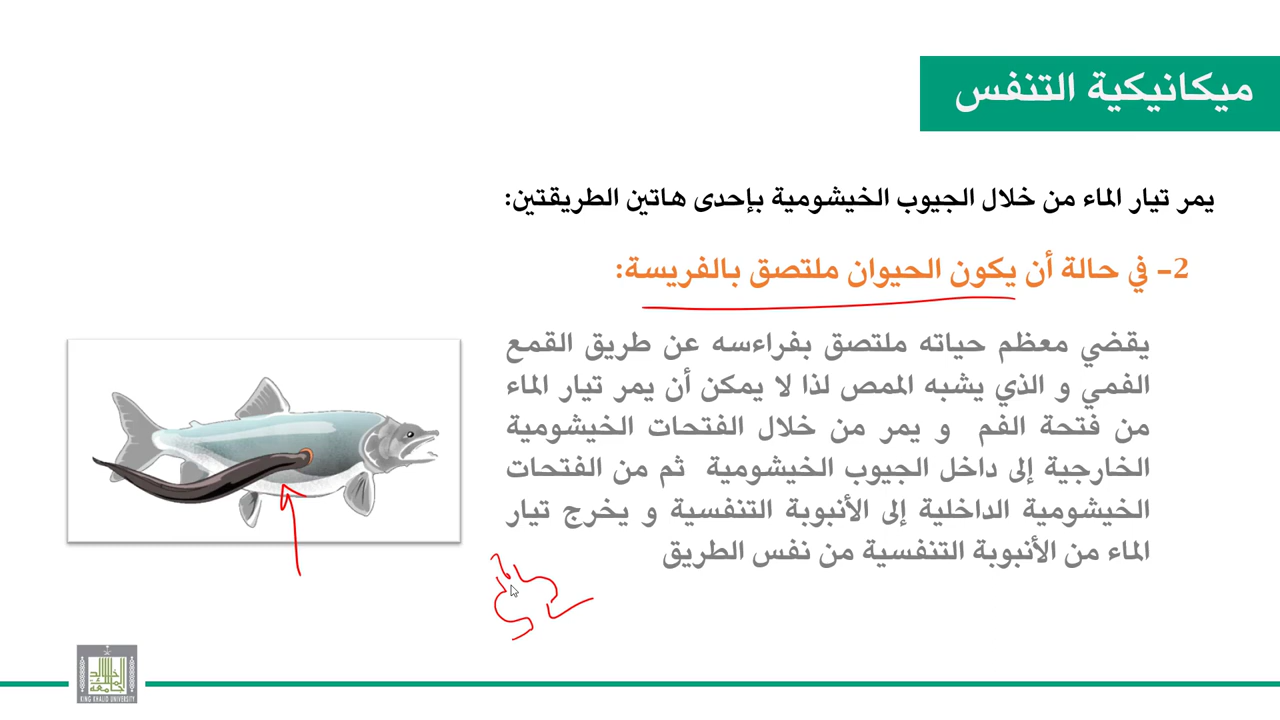 ميكانيكية التنفس
يمر تيار الماء من خلال الجيوب الخيشومية بإحدى هاتين الطريقتين:
2- في حالة أن يكون الحيوان ملتصق بالفريسة:
يقضي معظم حياته ملتصق بفراءسه عن طريق القمع
الفمي و الذي يشبه الممص لذا لا يمكن أن يمر تيار الماء
من فتحة الفم و يمر من خلال الفتحات الخيشومية
الخارجية إلى داخل الجيوب الخيشومية ثم من الفتحات
الخيشومية الداخلية إلى الأنبوبة التنفسية و يخرج تيار
الماء من الأنبوبة التنفسية من نفس الطريق
KING KHALID UNIVERSITY